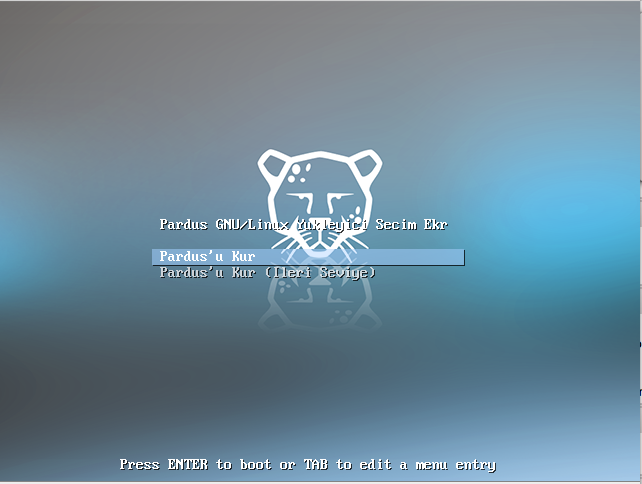 Pardus GNU/Linux Yukleyici Secim Ekr
Pardus'u Kur
Pardus'u Kur (Ileri Seviye)
Press ENTER to boot or TAB to edit a menu entry